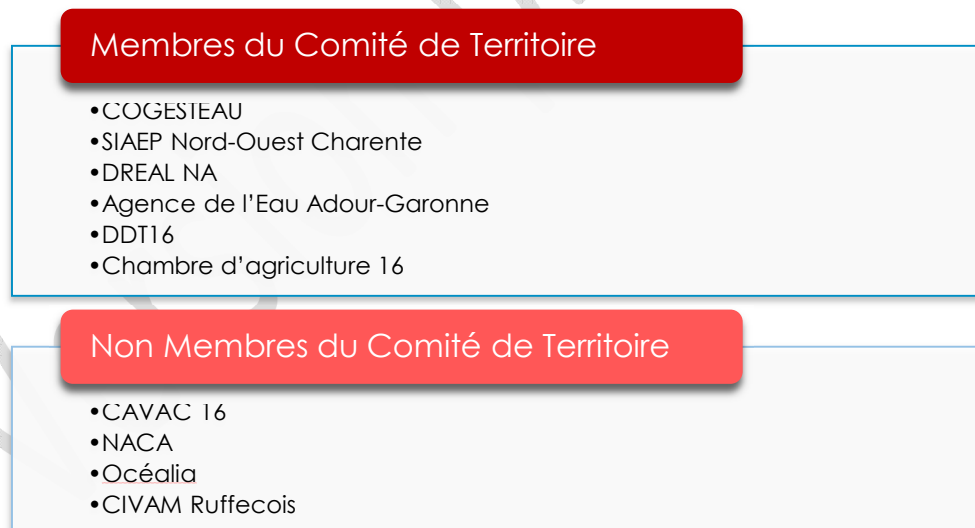 Membres du Comité de Territoire
•COGESTEAU
•SIAEP Nord-Ouest Charente
•DREAL NA
•Agence de l'Eau Adour-Garonne
•DDT16
•Chambre d'agriculture 16
Non Membres du Comité de Territoire
•CAVAC 16
•NACA
•Océalia
•CIVAM Ruffecois